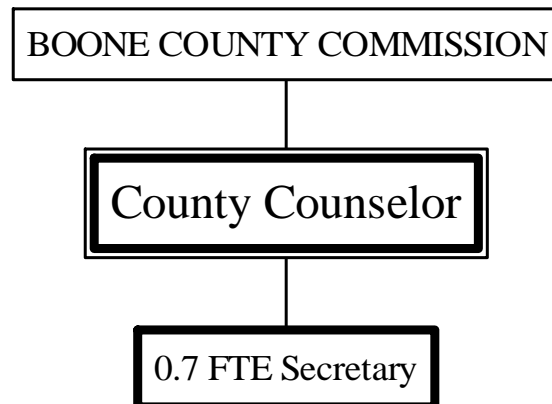 BOONE COUNTY COMMISSION
County Counselor
0.7 FTE Secretary